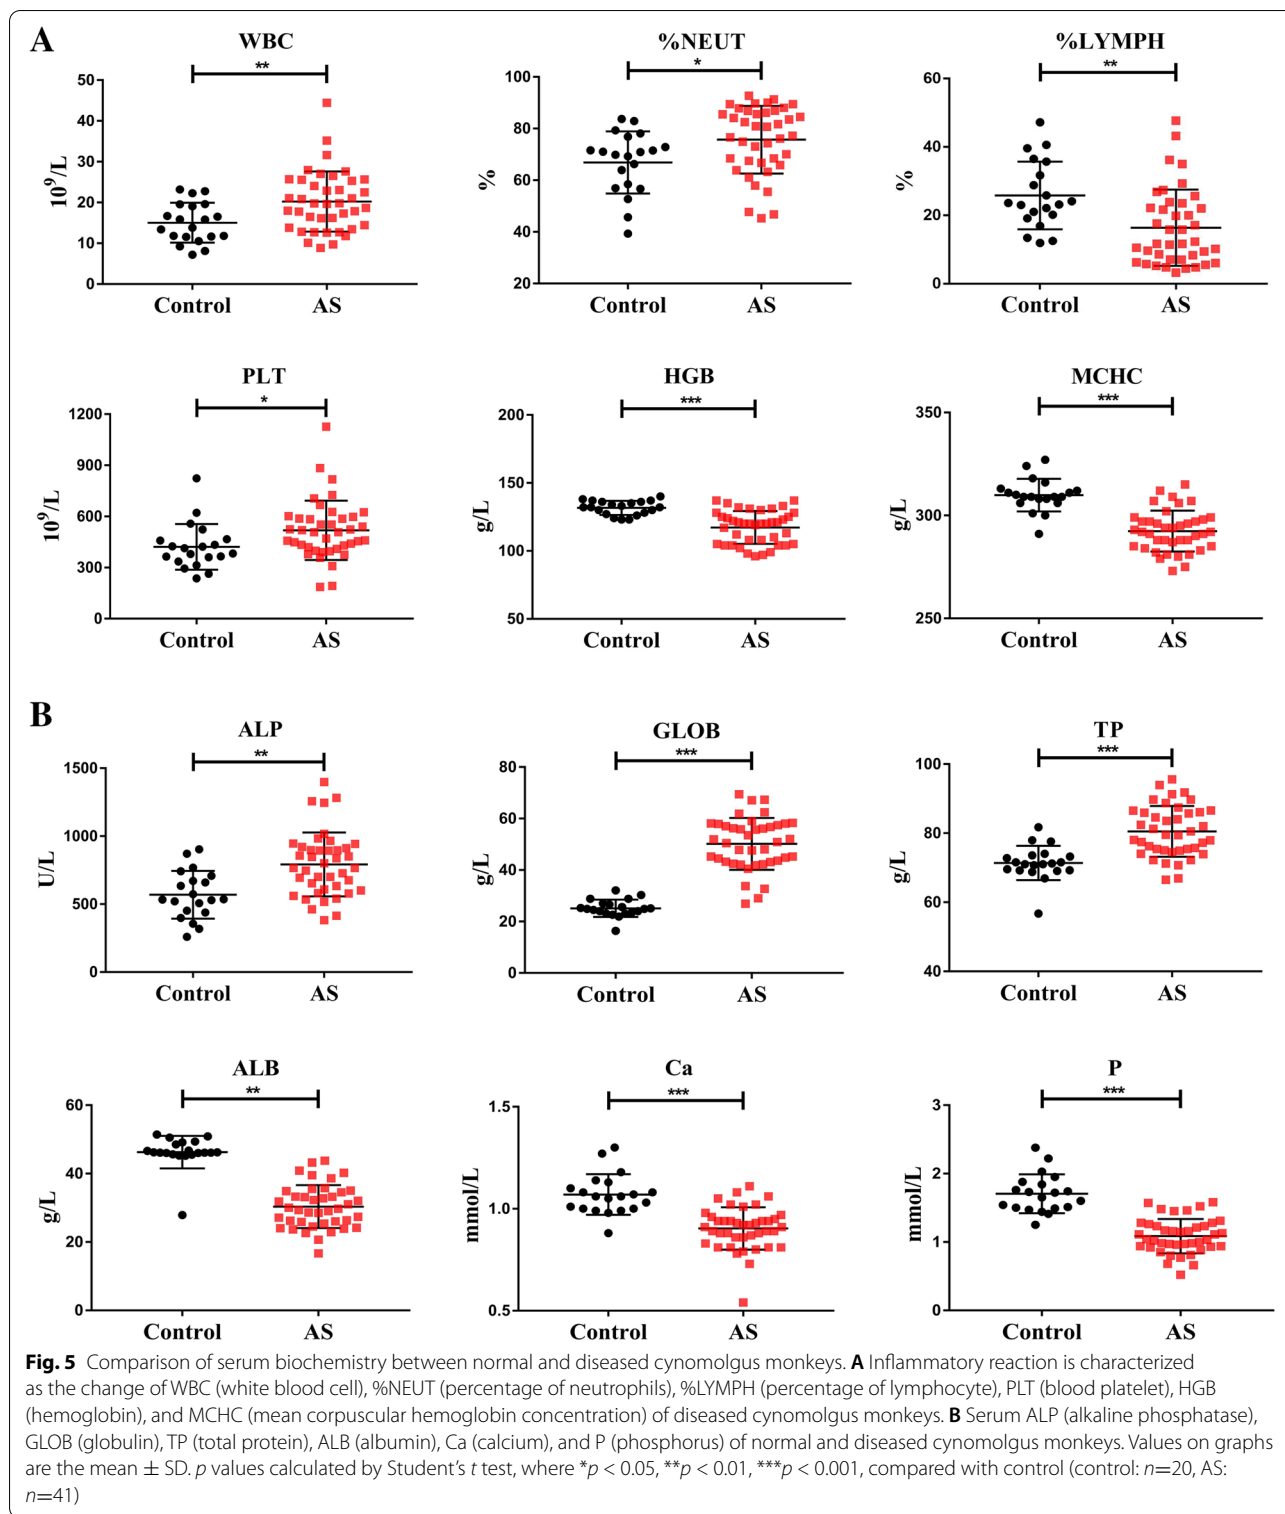 A
WBC
**
10⁹/L
50
40
30
20
10
0
Control
AS
%NEUT
*
%
100
80
60
40
20
Control
AS
%LYMPH
**
%
60
40
20
0
Control
AS
PLT
*
10⁹/L
1200
900
600
300
0
Control
AS
HGB
***
g/L
200
150
100
50
Control
AS
MCHC
***
g/L
350
300
250
Control
AS
B
ALP
**
U/L
1500
1000
500
0
Control
AS
GLOB
***
g/L
80
60
40
20
0
Control
AS
TP
***
g/L
100
80
60
40
Control
AS
ALB
**
g/L
60
40
20
0
Control
AS
Ca
***
mmol/L
1.5
1.0
0.5
Control
AS
P
***
mmol/L
3
2
1
0
Control
AS
Fig. 5 Comparison of serum biochemistry between normal and diseased cynomolgus monkeys. A Inflammatory reaction is characterized
as the change of WBC (white blood cell), %NEUT (percentage of neutrophils), %LYMPH (percentage of lymphocyte), PLT (blood platelet), HGB
(hemoglobin), and MCHC (mean corpuscular hemoglobin concentration) of diseased cynomolgus monkeys. B Serum ALP (alkaline phosphatase),
GLOB (globulin), TP (total protein), ALB (albumin), Ca (calcium), and P (phosphorus) of normal and diseased cynomolgus monkeys. Values on graphs
are the mean ± SD. p values calculated by Student's t test, where *p < 0.05, **p < 0.01, ***p < 0.001, compared with control (control: n=20, AS:
n=41)